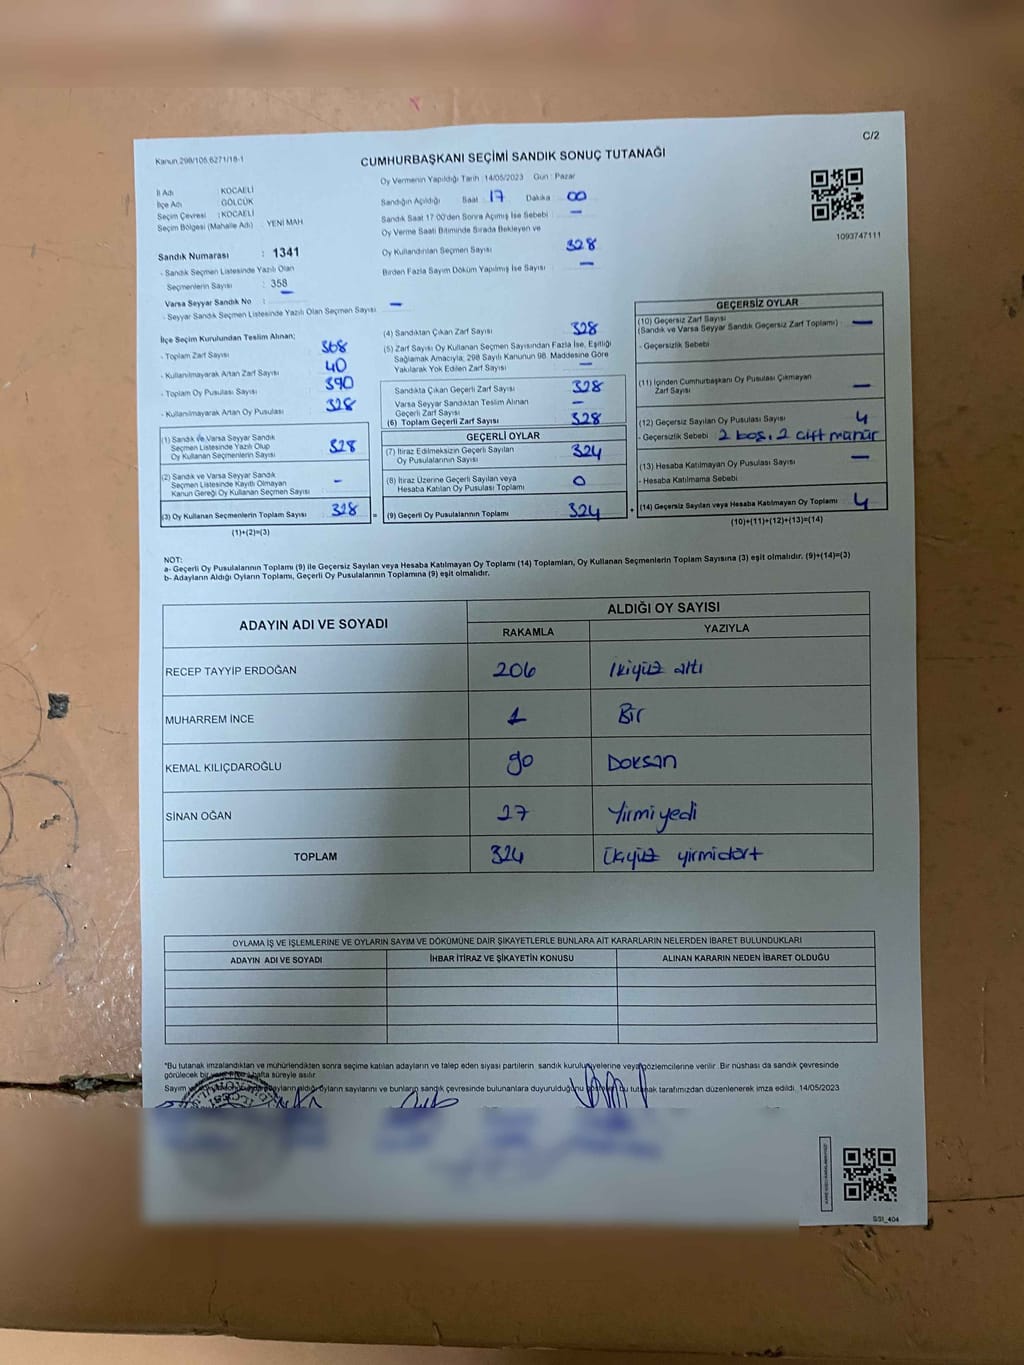 C/2
Kanun 298/105,6271/18-1
CUMHURBAŞKANI SEÇİMİ SANDIK SONUÇ TUTANAĞI
Oy Vermenin Yapıldığı Tarih : 14/05/2023 Gün : Pazar
İl Adı : KOCAELİ
İlçe Adı : GÖLCÜK
Seçim Çevresi : KOCAELİ
Seçim Bölgesi (Mahalle Adı) : YENİ MAH
Sandık Numarası : 1341
- Sandık Seçmen Listesinde Yazılı Olan
Seçmenlerin Sayısı : 358
Varsa Seyyar Sandık No : –
- Seyyar Sandık Seçmen Listesinde Yazılı Olan Seçmen Sayısı –
Sandığın Açıldığı Saat 17 Dakika 00
Sandık Saat 17:00'den Sonra Açımış İse Sebebi –
Oy Verme Saati Bitiminde Sırada Bekleyen ve
Oy Kullandırılan Seçmen Sayısı 328
Birden Fazla Sayım Döküm Yapılmış İse Sayısı –
1093747111
İlçe Seçim Kurulundan Teslim Alınan;
- Toplam Zarf Sayısı 368
- Kullanılmayarak Artan Zarf Sayısı 40
- Toplam Oy Pusulası Sayısı 390
- Kullanılmayarak Artan Oy Pusulası 328
(1) Sandık ve Varsa Seyyar Sandık
Seçmen Listesinde Yazılı Olup
Oy Kullanan Seçmenlerin Sayısı 328
(2) Sandık ve Varsa Seyyar Sandık
Seçmen Listesinde Kayıtlı Olmayan
Kanun Gereği Oy Kullanan Seçmen Sayısı -
(3) Oy Kullanan Seçmenlerin Toplam Sayısı 328
(1)+(2)=(3)
(4) Sandıktan Çıkan Zarf Sayısı 328
(5) Zarf Sayısı Oy Kullanan Seçmen Sayısından Fazla İse, Eşitliği
Sağlamak Amacıyla, 298 Sayılı Kanunun 98. Maddesine Göre
Yakılarak Yok Edilen Zarf Sayısı –
Sandıkta Çıkan Geçerli Zarf Sayısı 328
Varsa Seyyar Sandıktan Teslim Alınan
Geçerli Zarf Sayısı –
(6) Toplam Geçerli Zarf Sayısı 328
GEÇERLİ OYLAR
(7) İtiraz Edilmeksizin Geçerli Sayılan
Oy Pusulalarının Sayısı 324
(8) İtiraz Üzerine Geçerli Sayılan veya
Hesaba Katılan Oy Pusulası Toplamı 0
= (9) Geçerli Oy Pusulalarının Toplamı 324
GEÇERSİZ OYLAR
(10) Geçersiz Zarf Sayısı
(Sandık ve Varsa Seyyar Sandık Geçersiz Zarf Toplamı) –
- Geçersizlik Sebebi
(11) İçinden Cumhurbaşkanı Oy Pusulası Çıkmayan
Zarf Sayısı –
(12) Geçersiz Sayılan Oy Pusulası Sayısı 4
- Geçersizlik Sebebi 2 boş, 2 çift mühür
(13) Hesaba Katılmayan Oy Pusulası Sayısı –
- Hesaba Katılmama Sebebi
+ (14) Geçersiz Sayılan veya Hesaba Katılmayan Oy Toplamı 4
(10)+(11)+(12)+(13)=(14)
NOT:
a- Geçerli Oy Pusulalarının Toplamı (9) ile Geçersiz Sayılan veya Hesaba Katılmayan Oy Toplamı (14) Toplamları, Oy Kullanan Seçmenlerin Toplam Sayısına (3) eşit olmalıdır. (9)+(14)=(3)
b- Adayların Aldığı Oyların Toplamı, Geçerli Oy Pusulalarının Toplamına (9) eşit olmalıdır.
ADAYIN ADI VE SOYADI ALDIĞI OY SAYISI
RAKAMLA YAZIYLA
RECEP TAYYİP ERDOĞAN 206 İkiyüz altı
MUHARREM İNCE 1 Bir
KEMAL KILIÇDAROĞLU 90 Doksan
SİNAN OĞAN 27 Yirmi yedi
TOPLAM 324 Üçyüz yirmidört
OYLAMA İŞ VE İŞLEMLERİNE VE OYLARIN SAYIM VE DÖKÜMÜNE DAİR ŞİKAYETLERLE BUNLARA AİT KARARLARIN NELERDEN İBARET BULUNDUKLARI
ADAYIN ADI VE SOYADI İHBAR İTİRAZ VE ŞİKAYETİN KONUSU ALINAN KARARIN NEDEN İBARET OLDUĞU
*Bu tutanak imzalandıktan ve mühürlendikten sonra seçime katılan adayların ve talep eden siyasi partilerin sandık kurulu üyelerine veya gözlemcilerine verilir. Bir nüshası da sandık çevresinde
görülecek bir yere bir hafta süreyle asılır.
Sayım adayların aldığı oyların sayılarını ve bunların sandık çevresinde bulunanlara duyurulduğunu bu tutanak tarafımızdan düzenlenerek imza edildi. 14/05/2023
SSI_404